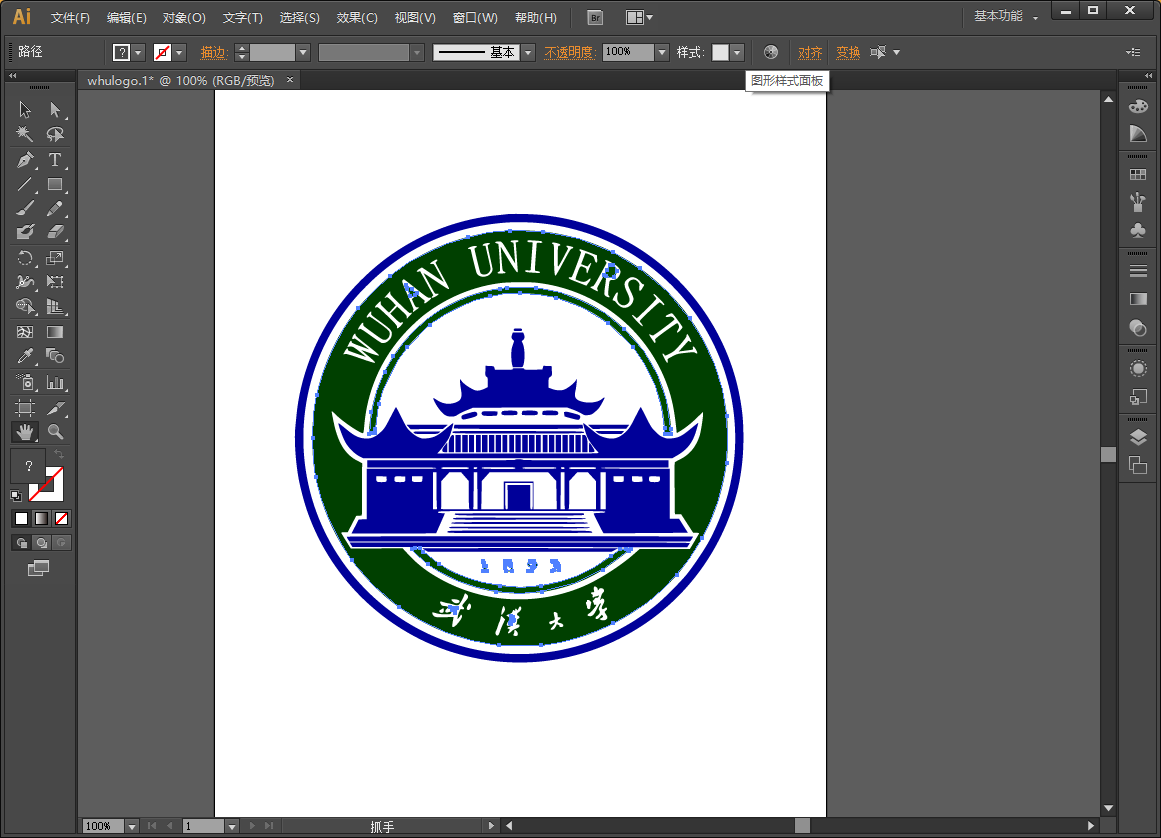 Ai 文件(F) 编辑(E) 对象(O) 文字(T) 选择(S) 效果(C) 视图(V) 窗口(W) 帮助(H) Br 基本功能
路径 ? 描边: 基本 不透明度: 100% 样式: 对齐 变换
图形样式面板
whulogo.1* @ 100% (RGB/预览) ×
T
?
WUHAN UNIVERSITY
1893
武汉大学
100% 1 抓手